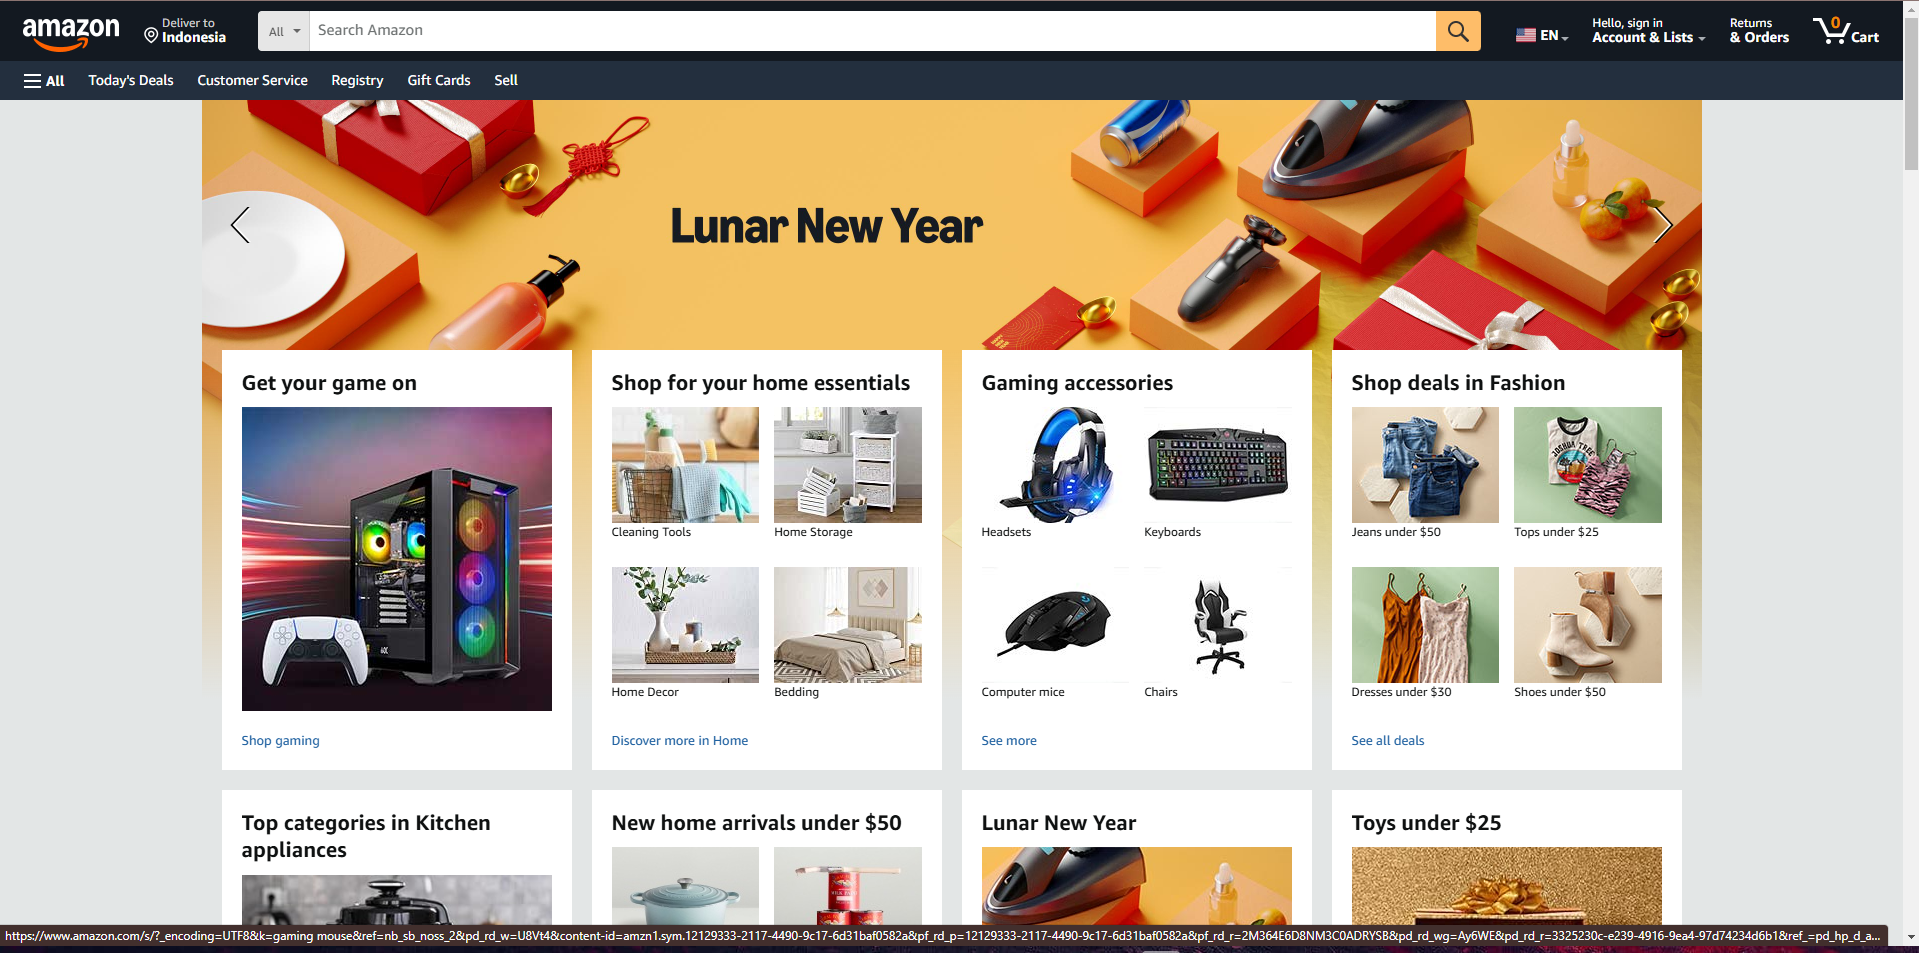 amazon
Deliver to
Indonesia
All
Search Amazon
EN
Hello, sign in
Account & Lists
Returns
& Orders
0
Cart
All
Today's Deals
Customer Service
Registry
Gift Cards
Sell
Lunar New Year
Get your game on
Shop gaming
Shop for your home essentials
Cleaning Tools
Home Storage
Home Decor
Bedding
Discover more in Home
Gaming accessories
Headsets
Keyboards
Computer mice
Chairs
See more
Shop deals in Fashion
JOSHUA TREE
Jeans under $50
Tops under $25
Dresses under $30
Shoes under $50
See all deals
Top categories in Kitchen
appliances
New home arrivals under $50
Lunar New Year
Toys under $25
https://www.amazon.com/s/?_encoding=UTF8&k=gaming mouse&ref=nb_sb_noss_2&pd_rd_w=U8Vt4&content-id=amzn1.sym.12129333-2117-4490-9c17-6d31baf0582a&pf_rd_p=12129333-2117-4490-9c17-6d31baf0582a&pf_rd_r=2M364E6D8NM3C0ADRYSB&pd_rd_wg=Ay6WE&pd_rd_r=3325230c-e239-4916-9ea4-97d74234d6b1&ref_=pd_hp_d_a...